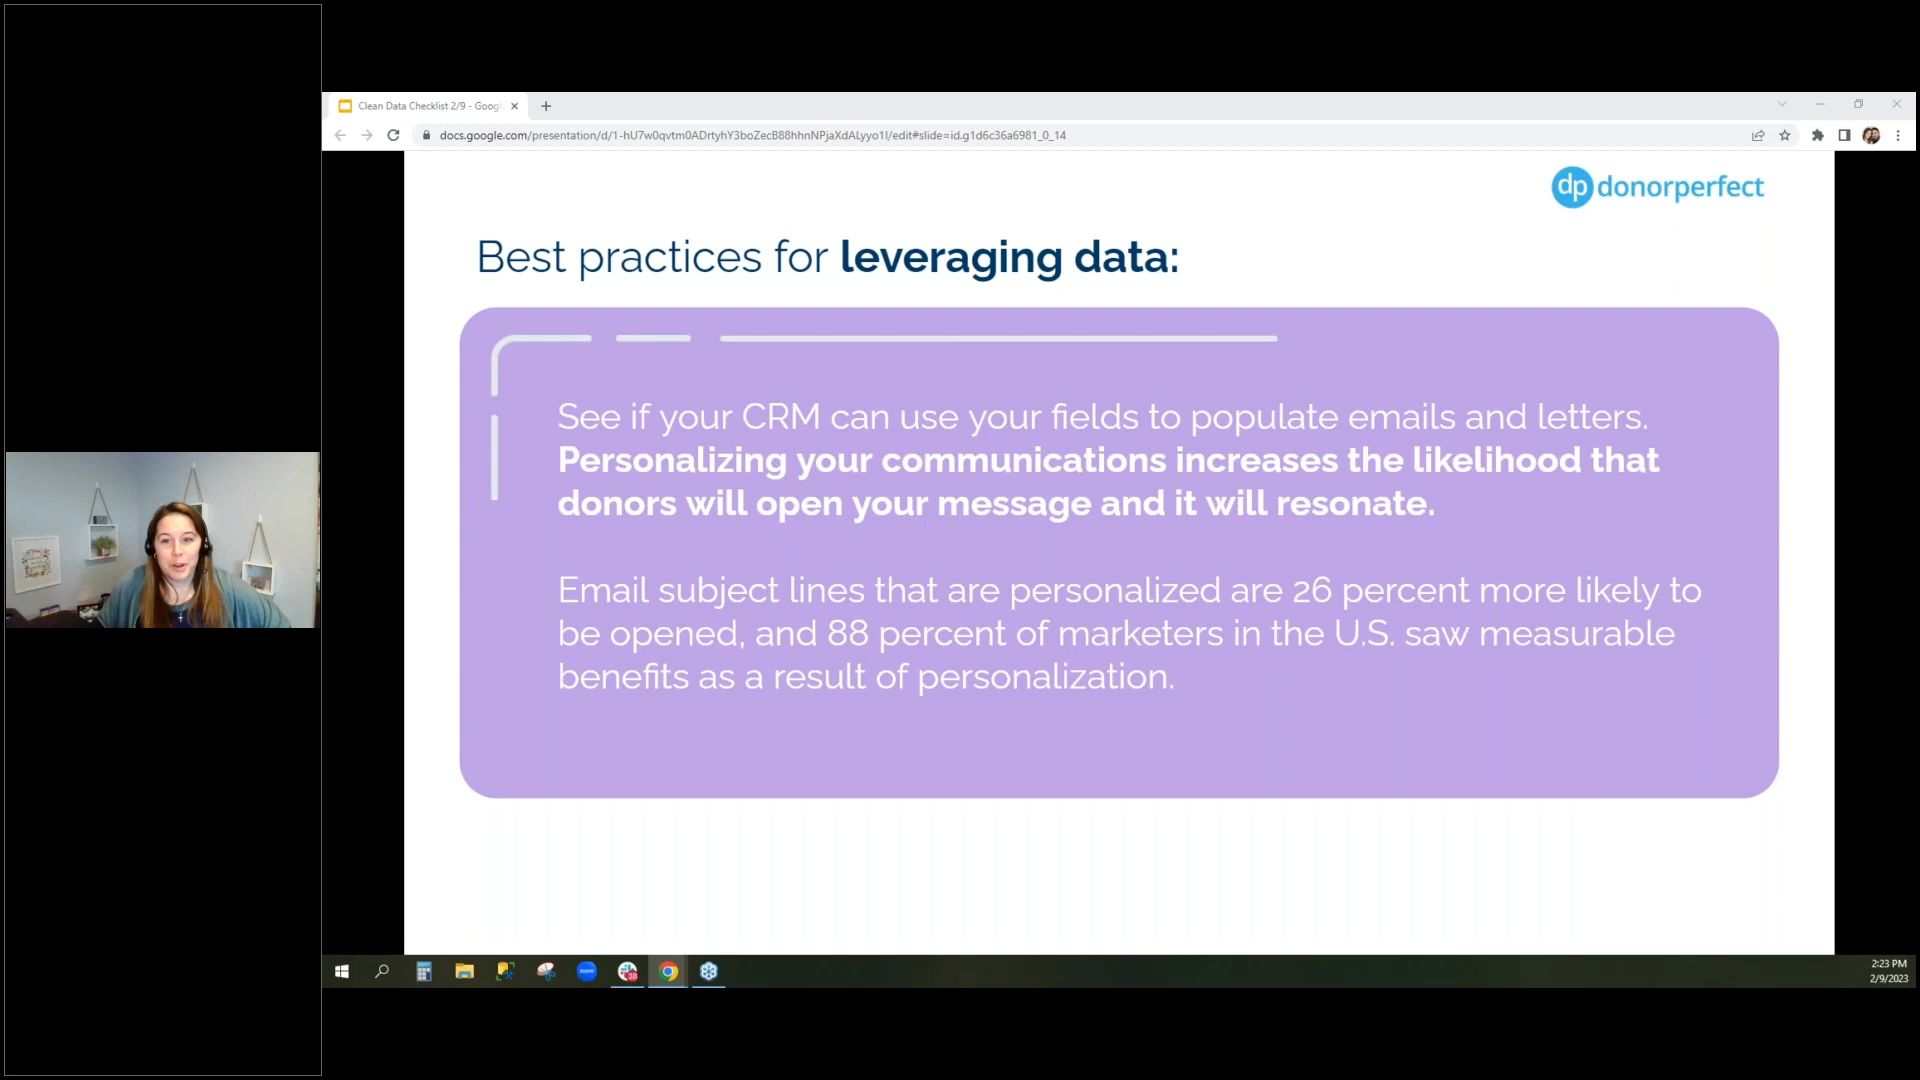 Clean Data Checklist 2/9 - Goog
docs.google.com/presentation/d/1-hU7w0qvtm0ADrtyhY3boZecB88hhnNPjaXdALyyo1I/edit#slide=id.g1d6c36a6981_0_14
dp donorperfect
Best practices for leveraging data:
See if your CRM can use your fields to populate emails and letters.
Personalizing your communications increases the likelihood that
donors will open your message and it will resonate.
Email subject lines that are personalized are 26 percent more likely to
be opened, and 88 percent of marketers in the U.S. saw measurable
benefits as a result of personalization.
zoom
38
2:23 PM
2/9/2023